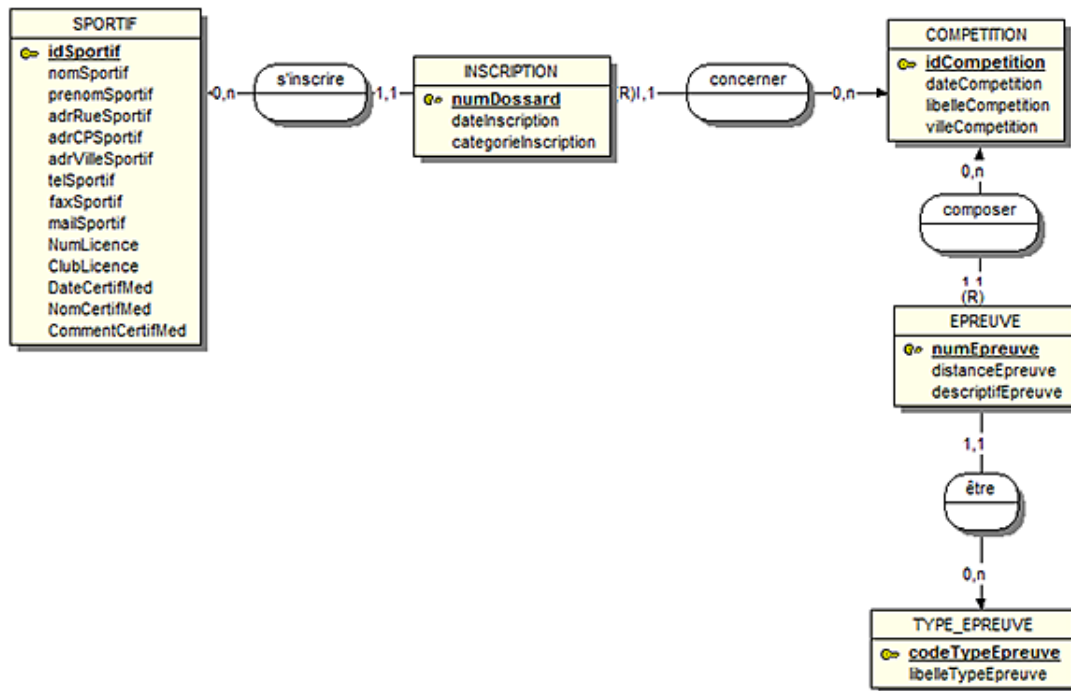 SPORTIF
idSportif
nomSportif
prenomSportif
adrRueSportif
adrCPSportif
adrVilleSportif
telSportif
faxSportif
mailSportif
NumLicence
ClubLicence
DateCertifMed
NomCertifMed
CommentCertifMed
0,n
s'inscrire
1,1
INSCRIPTION
numDossard
dateInscription
categorieInscription
(R)1,1
concerner
0,n
COMPETITION
idCompetition
dateCompetition
libelleCompetition
villeCompetition
0,n
composer
1,1
(R)
EPREUVE
numEpreuve
distanceEpreuve
descriptifEpreuve
1,1
être
0,n
TYPE_EPREUVE
codeTypeEpreuve
libelleTypeEpreuve